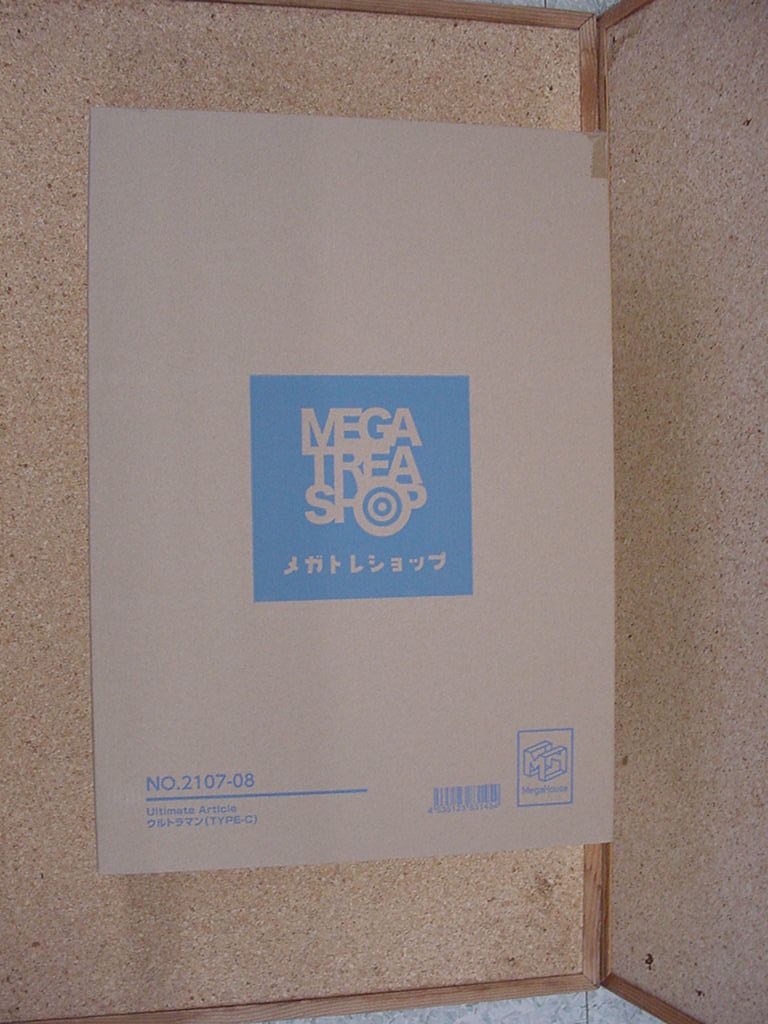 MEGA
TREA
SHOP
メガトレショップ
NO.2107-08
Ultimate Article
ウルトラマン(TYPE-C)
MegaHouse